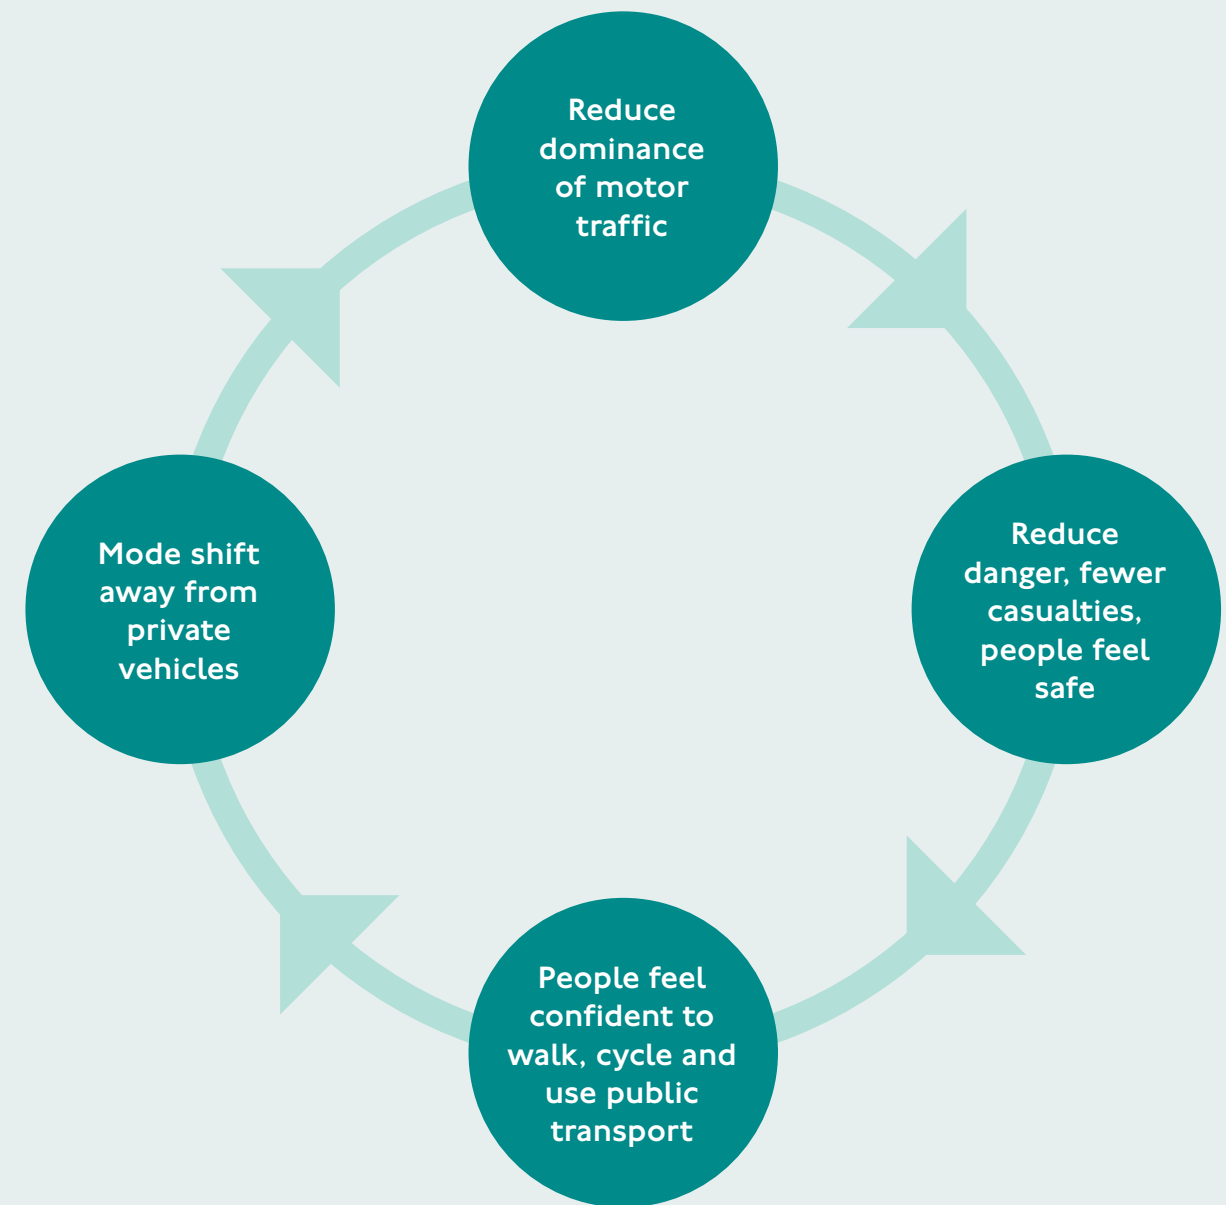 Reduce
dominance
of motor
traffic
Reduce
danger, fewer
casualties,
people feel
safe
People feel
confident to
walk, cycle and
use public
transport
Mode shift
away from
private
vehicles